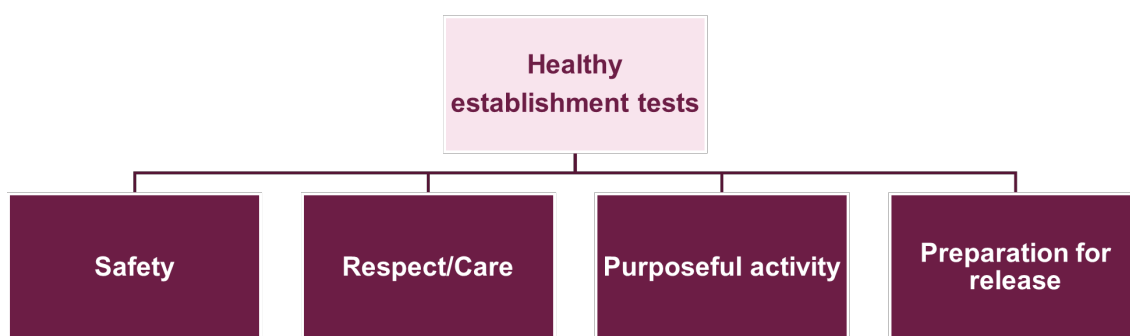 Healthy
establishment tests
Safety
Respect/Care
Purposeful activity
Preparation for
release